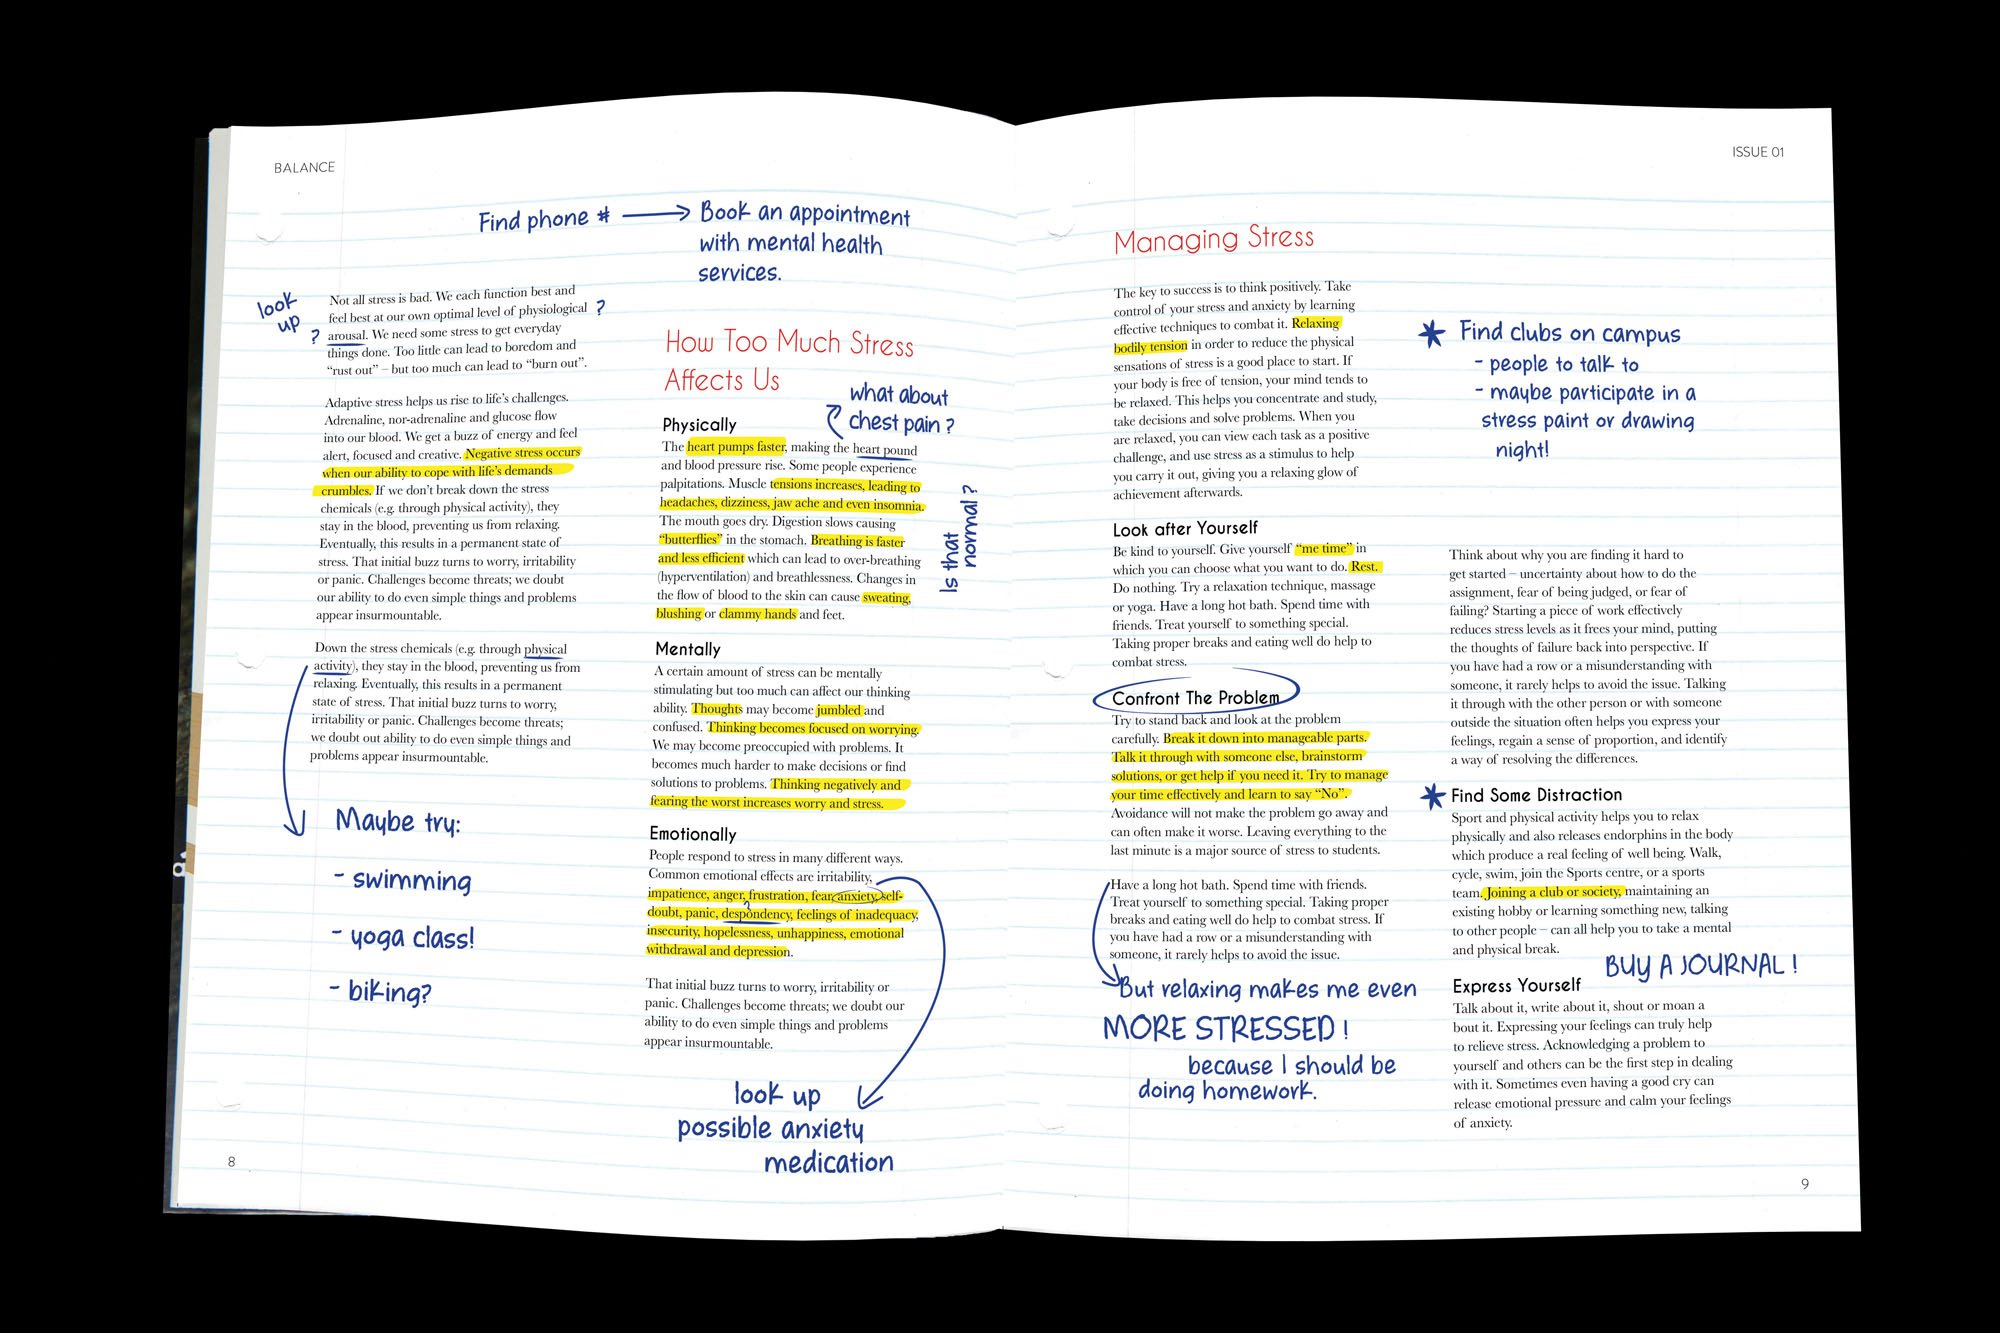 BALANCE
Find phone # → Book an appointment
with mental health
services.
look
up
?
?
Not all stress is bad. We each function best and
feel best at our own optimal level of physiological
arousal. We need some stress to get everyday
things done. Too little can lead to boredom and
“rust out” – but too much can lead to “burn out”.
Adaptive stress helps us rise to life’s challenges.
Adrenaline, nor-adrenaline and glucose flow
into our blood. We get a buzz of energy and feel
alert, focused and creative. Negative stress occurs
when our ability to cope with life’s demands
crumbles. If we don’t break down the stress
chemicals (e.g. through physical activity), they
stay in the blood, preventing us from relaxing.
Eventually, this results in a permanent state of
stress. That initial buzz turns to worry, irritability
or panic. Challenges become threats; we doubt
our ability to do even simple things and problems
appear insurmountable.
Down the stress chemicals (e.g. through physical
activity), they stay in the blood, preventing us from
relaxing. Eventually, this results in a permanent
state of stress. That initial buzz turns to worry,
irritability or panic. Challenges become threats;
we doubt out ability to do even simple things and
problems appear insurmountable.
Maybe try:
- swimming
- yoga class!
- biking?
8
How Too Much Stress
Affects Us
what about
chest pain?
Physically
The heart pumps faster, making the heart pound
and blood pressure rise. Some people experience
palpitations. Muscle tensions increases, leading to
headaches, dizziness, jaw ache and even insomnia.
The mouth goes dry. Digestion slows causing
“butterflies” in the stomach. Breathing is faster
and less efficient which can lead to over-breathing
(hyperventilation) and breathlessness. Changes in
the flow of blood to the skin can cause sweating,
blushing or clammy hands and feet.
Is that
normal?
Mentally
A certain amount of stress can be mentally
stimulating but too much can affect our thinking
ability. Thoughts may become jumbled and
confused. Thinking becomes focused on worrying.
We may become preoccupied with problems. It
becomes much harder to make decisions or find
solutions to problems. Thinking negatively and
fearing the worst increases worry and stress.
Emotionally
People respond to stress in many different ways.
Common emotional effects are irritability,
impatience, anger, frustration, fear, anxiety, self-
doubt, panic, despondency, feelings of inadequacy,
insecurity, hopelessness, unhappiness, emotional
withdrawal and depression.
?
That initial buzz turns to worry, irritability or
panic. Challenges become threats; we doubt our
ability to do even simple things and problems
appear insurmountable.
look up
possible anxiety
medication
ISSUE 01
Managing Stress
The key to success is to think positively. Take
control of your stress and anxiety by learning
effective techniques to combat it. Relaxing
bodily tension in order to reduce the physical
sensations of stress is a good place to start. If
your body is free of tension, your mind tends to
be relaxed. This helps you concentrate and study,
take decisions and solve problems. When you
are relaxed, you can view each task as a positive
challenge, and use stress as a stimulus to help
you carry it out, giving you a relaxing glow of
achievement afterwards.
Look after Yourself
Be kind to yourself. Give yourself “me time” in
which you can choose what you want to do. Rest.
Do nothing. Try a relaxation technique, massage
or yoga. Have a long hot bath. Spend time with
friends. Treat yourself to something special.
Taking proper breaks and eating well do help to
combat stress.
Confront The Problem
Try to stand back and look at the problem
carefully. Break it down into manageable parts.
Talk it through with someone else, brainstorm
solutions, or get help if you need it. Try to manage
your time effectively and learn to say “No”.
Avoidance will not make the problem go away and
can often make it worse. Leaving everything to the
last minute is a major source of stress to students.
Have a long hot bath. Spend time with friends.
Treat yourself to something special. Taking proper
breaks and eating well do help to combat stress. If
you have had a row or a misunderstanding with
someone, it rarely helps to avoid the issue.
But relaxing makes me even
MORE STRESSED!
because I should be
doing homework.
* Find clubs on campus
- people to talk to
- maybe participate in a
stress paint or drawing
night!
Think about why you are finding it hard to
get started – uncertainty about how to do the
assignment, fear of being judged, or fear of
failing? Starting a piece of work effectively
reduces stress levels as it frees your mind, putting
the thoughts of failure back into perspective. If
you have had a row or a misunderstanding with
someone, it rarely helps to avoid the issue. Talking
it through with the other person or with someone
outside the situation often helps you express your
feelings, regain a sense of proportion, and identify
a way of resolving the differences.
* Find Some Distraction
Sport and physical activity helps you to relax
physically and also releases endorphins in the body
which produce a real feeling of well being. Walk,
cycle, swim, join the Sports centre, or a sports
team. Joining a club or society, maintaining an
existing hobby or learning something new, talking
to other people – can all help you to take a mental
and physical break.
BUY A JOURNAL!
Express Yourself
Talk about it, write about it, shout or moan a
bout it. Expressing your feelings can truly help
to relieve stress. Acknowledging a problem to
yourself and others can be the first step in dealing
with it. Sometimes even having a good cry can
release emotional pressure and calm your feelings
of anxiety.
9